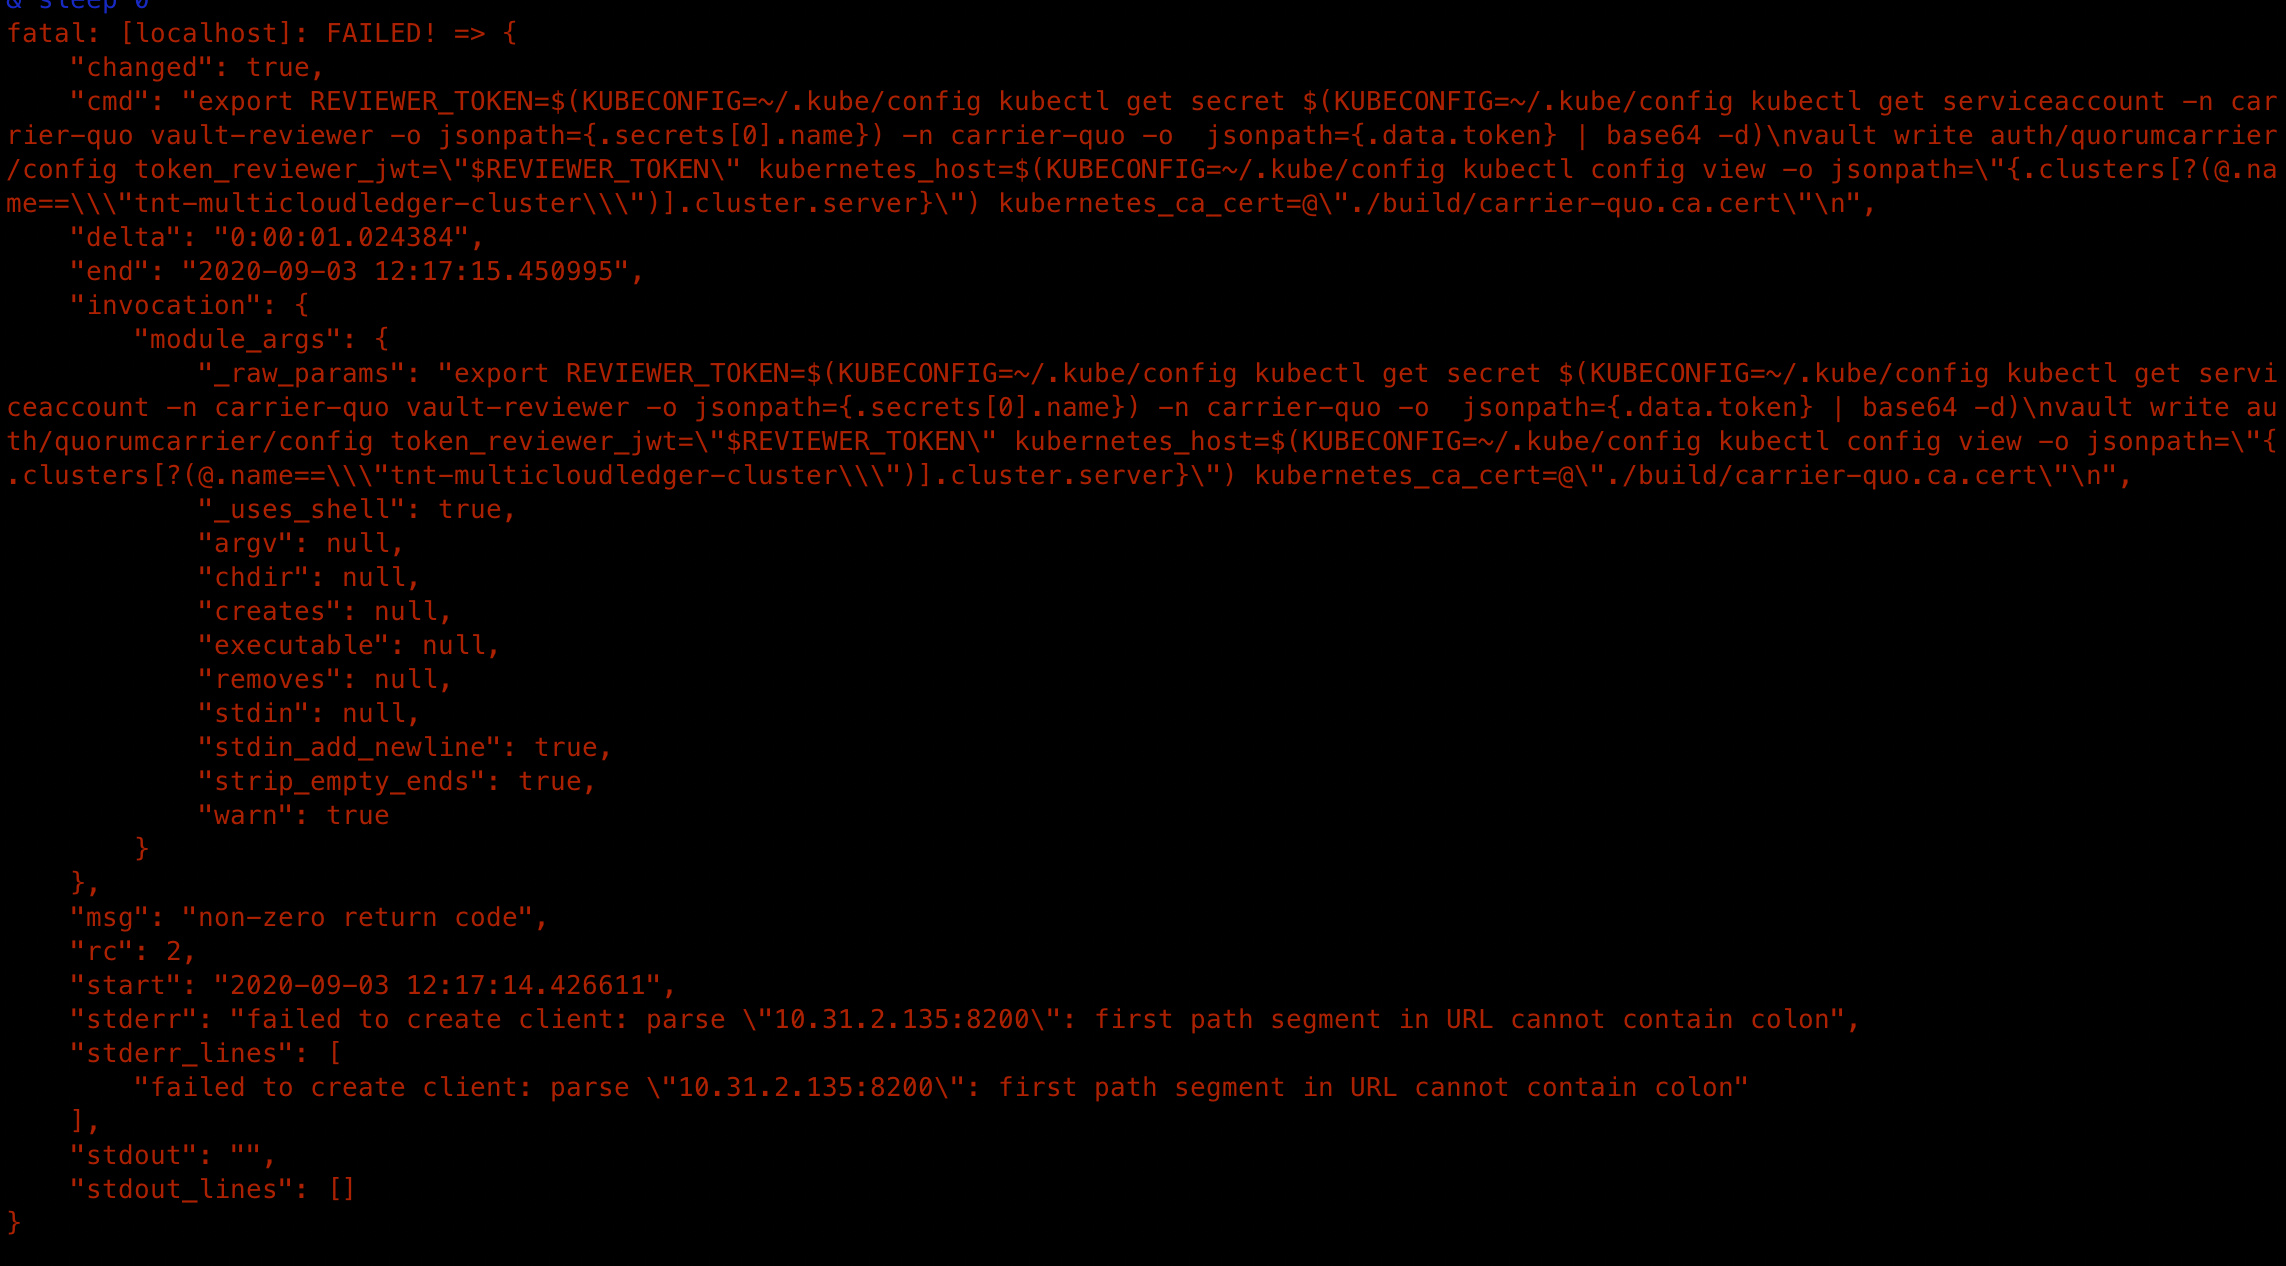 & sleep 0
fatal: [localhost]: FAILED! => {
    "changed": true,
    "cmd": "export REVIEWER_TOKEN=$(KUBECONFIG=~/.kube/config kubectl get secret $(KUBECONFIG=~/.kube/config kubectl get serviceaccount -n car
rier-quo vault-reviewer -o jsonpath={.secrets[0].name}) -n carrier-quo -o  jsonpath={.data.token} | base64 -d)\nvault write auth/quorumcarrier
/config token_reviewer_jwt=\"$REVIEWER_TOKEN\" kubernetes_host=$(KUBECONFIG=~/.kube/config kubectl config view -o jsonpath=\"{.clusters[?(@.na
me==\\\"tnt-multicloudledger-cluster\\\")].cluster.server}\") kubernetes_ca_cert=@\"./build/carrier-quo.ca.cert\"\n",
    "delta": "0:00:01.024384",
    "end": "2020-09-03 12:17:15.450995",
    "invocation": {
        "module_args": {
            "_raw_params": "export REVIEWER_TOKEN=$(KUBECONFIG=~/.kube/config kubectl get secret $(KUBECONFIG=~/.kube/config kubectl get servi
ceaccount -n carrier-quo vault-reviewer -o jsonpath={.secrets[0].name}) -n carrier-quo -o  jsonpath={.data.token} | base64 -d)\nvault write au
th/quorumcarrier/config token_reviewer_jwt=\"$REVIEWER_TOKEN\" kubernetes_host=$(KUBECONFIG=~/.kube/config kubectl config view -o jsonpath=\"{
.clusters[?(@.name==\\\"tnt-multicloudledger-cluster\\\")].cluster.server}\") kubernetes_ca_cert=@\"./build/carrier-quo.ca.cert\"\n",
            "_uses_shell": true,
            "argv": null,
            "chdir": null,
            "creates": null,
            "executable": null,
            "removes": null,
            "stdin": null,
            "stdin_add_newline": true,
            "strip_empty_ends": true,
            "warn": true
        }
    },
    "msg": "non-zero return code",
    "rc": 2,
    "start": "2020-09-03 12:17:14.426611",
    "stderr": "failed to create client: parse \"10.31.2.135:8200\": first path segment in URL cannot contain colon",
    "stderr_lines": [
        "failed to create client: parse \"10.31.2.135:8200\": first path segment in URL cannot contain colon"
    ],
    "stdout": "",
    "stdout_lines": []
}